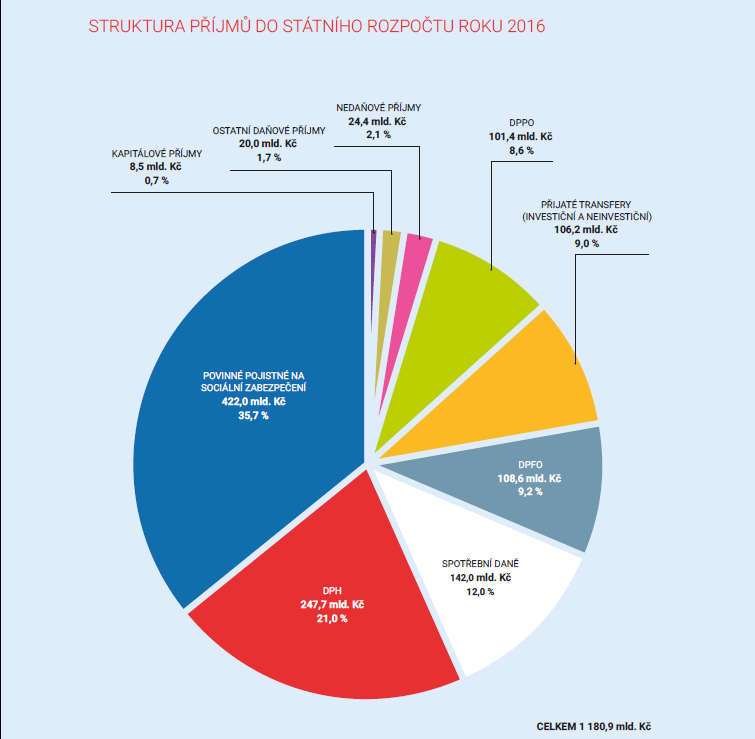 STRUKTURA PŘÍJMŮ DO STÁTNÍHO ROZPOČTU ROKU 2016
NEDAŇOVÉ PŘÍJMY
24,4 mld. Kč
2,1 %
OSTATNÍ DAŇOVÉ PŘÍJMY
20,0 mld. Kč
1,7 %
KAPITÁLOVÉ PŘÍJMY
8,5 mld. Kč
0,7 %
DPPO
101,4 mld. Kč
8,6 %
PŘIJATÉ TRANSFERY
(INVESTIČNÍ A NEINVESTIČNÍ)
106,2 mld. Kč
9,0 %
POVINNÉ POJISTNÉ NA
SOCIÁLNÍ ZABEZPEČENÍ
422,0 mld. Kč
35,7 %
DPFO
108,6 mld. Kč
9,2 %
SPOTŘEBNÍ DANĚ
142,0 mld. Kč
12,0 %
DPH
247,7 mld. Kč
21,0 %
CELKEM 1 180,9 mld. Kč